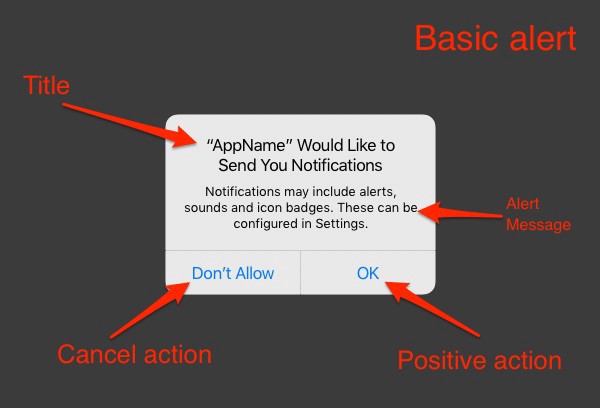 Basic alert
Title
“AppName” Would Like to
Send You Notifications
Notifications may include alerts,
sounds and icon badges. These can be
configured in Settings.
Alert
Message
Don’t Allow
OK
Cancel action
Positive action